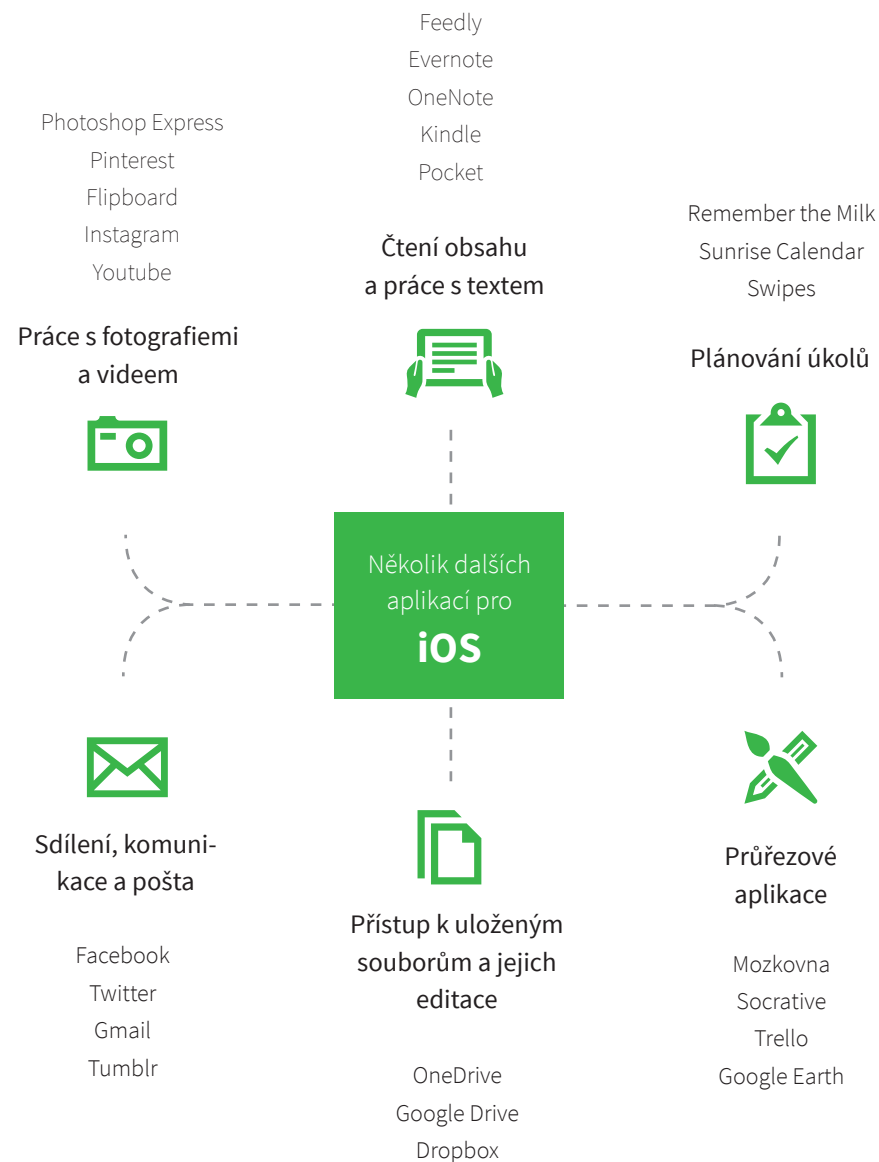 Feedly
Evernote
OneNote
Kindle
Pocket
Čtení obsahu
a práce s textem
Photoshop Express
Pinterest
Flipboard
Instagram
Youtube
Práce s fotografiemi
a videem
Remember the Milk
Sunrise Calendar
Swipes
Plánování úkolů
Několik dalších
aplikací pro
iOS
Sdílení, komuni-
kace a pošta
Facebook
Twitter
Gmail
Tumblr
Přístup k uloženým
souborům a jejich
editace
OneDrive
Google Drive
Dropbox
Průřezové
aplikace
Mozkovna
Socrative
Trello
Google Earth